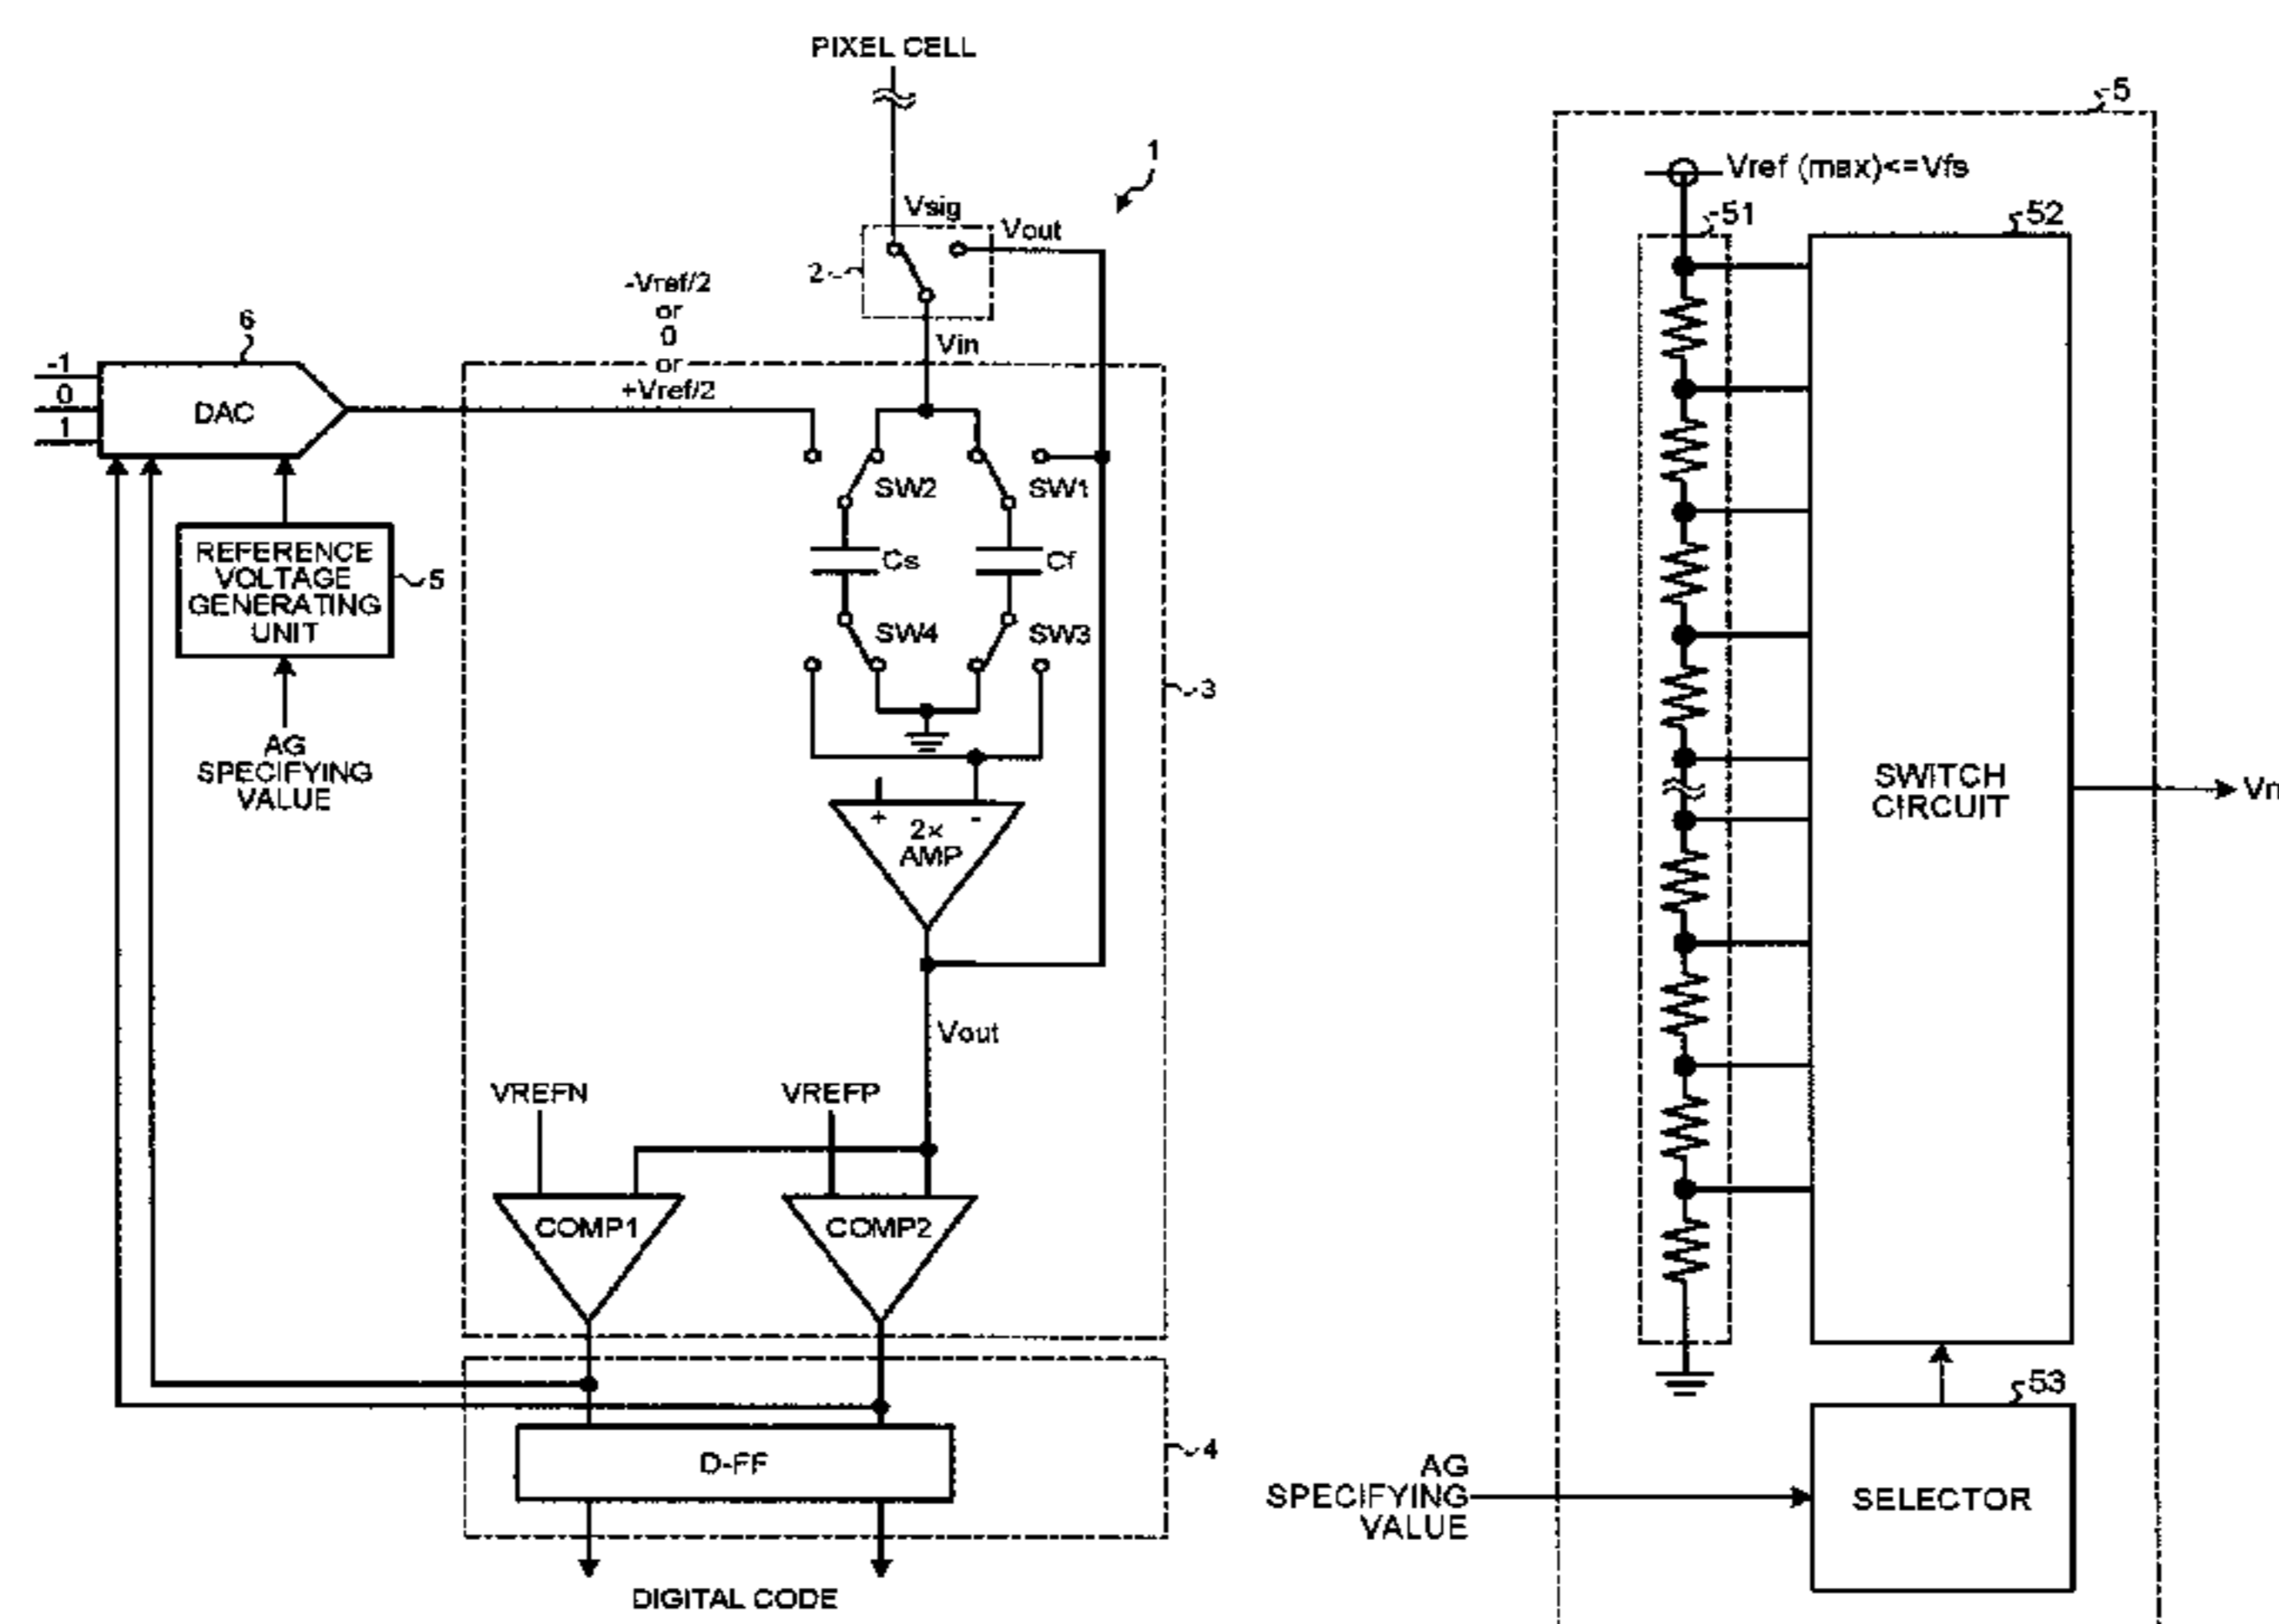 PIXEL CELL
1
Vsig
Vout
2
-Vref/2
or
0
or
+Vref/2
Vin
6
-1
0
1
DAC
SW2
SW1
REFERENCE
VOLTAGE
GENERATING
UNIT
5
Cs
Cf
SW4
SW3
3
AG
SPECIFYING
VALUE
+
-
2×
AMP
Vout
VREFN
VREFP
COMP1
COMP2
D-FF
4
DIGITAL CODE
5
Vref (max)<=Vfs
51
52
SWITCH
CIRCUIT
53
AG
SPECIFYING
VALUE
SELECTOR